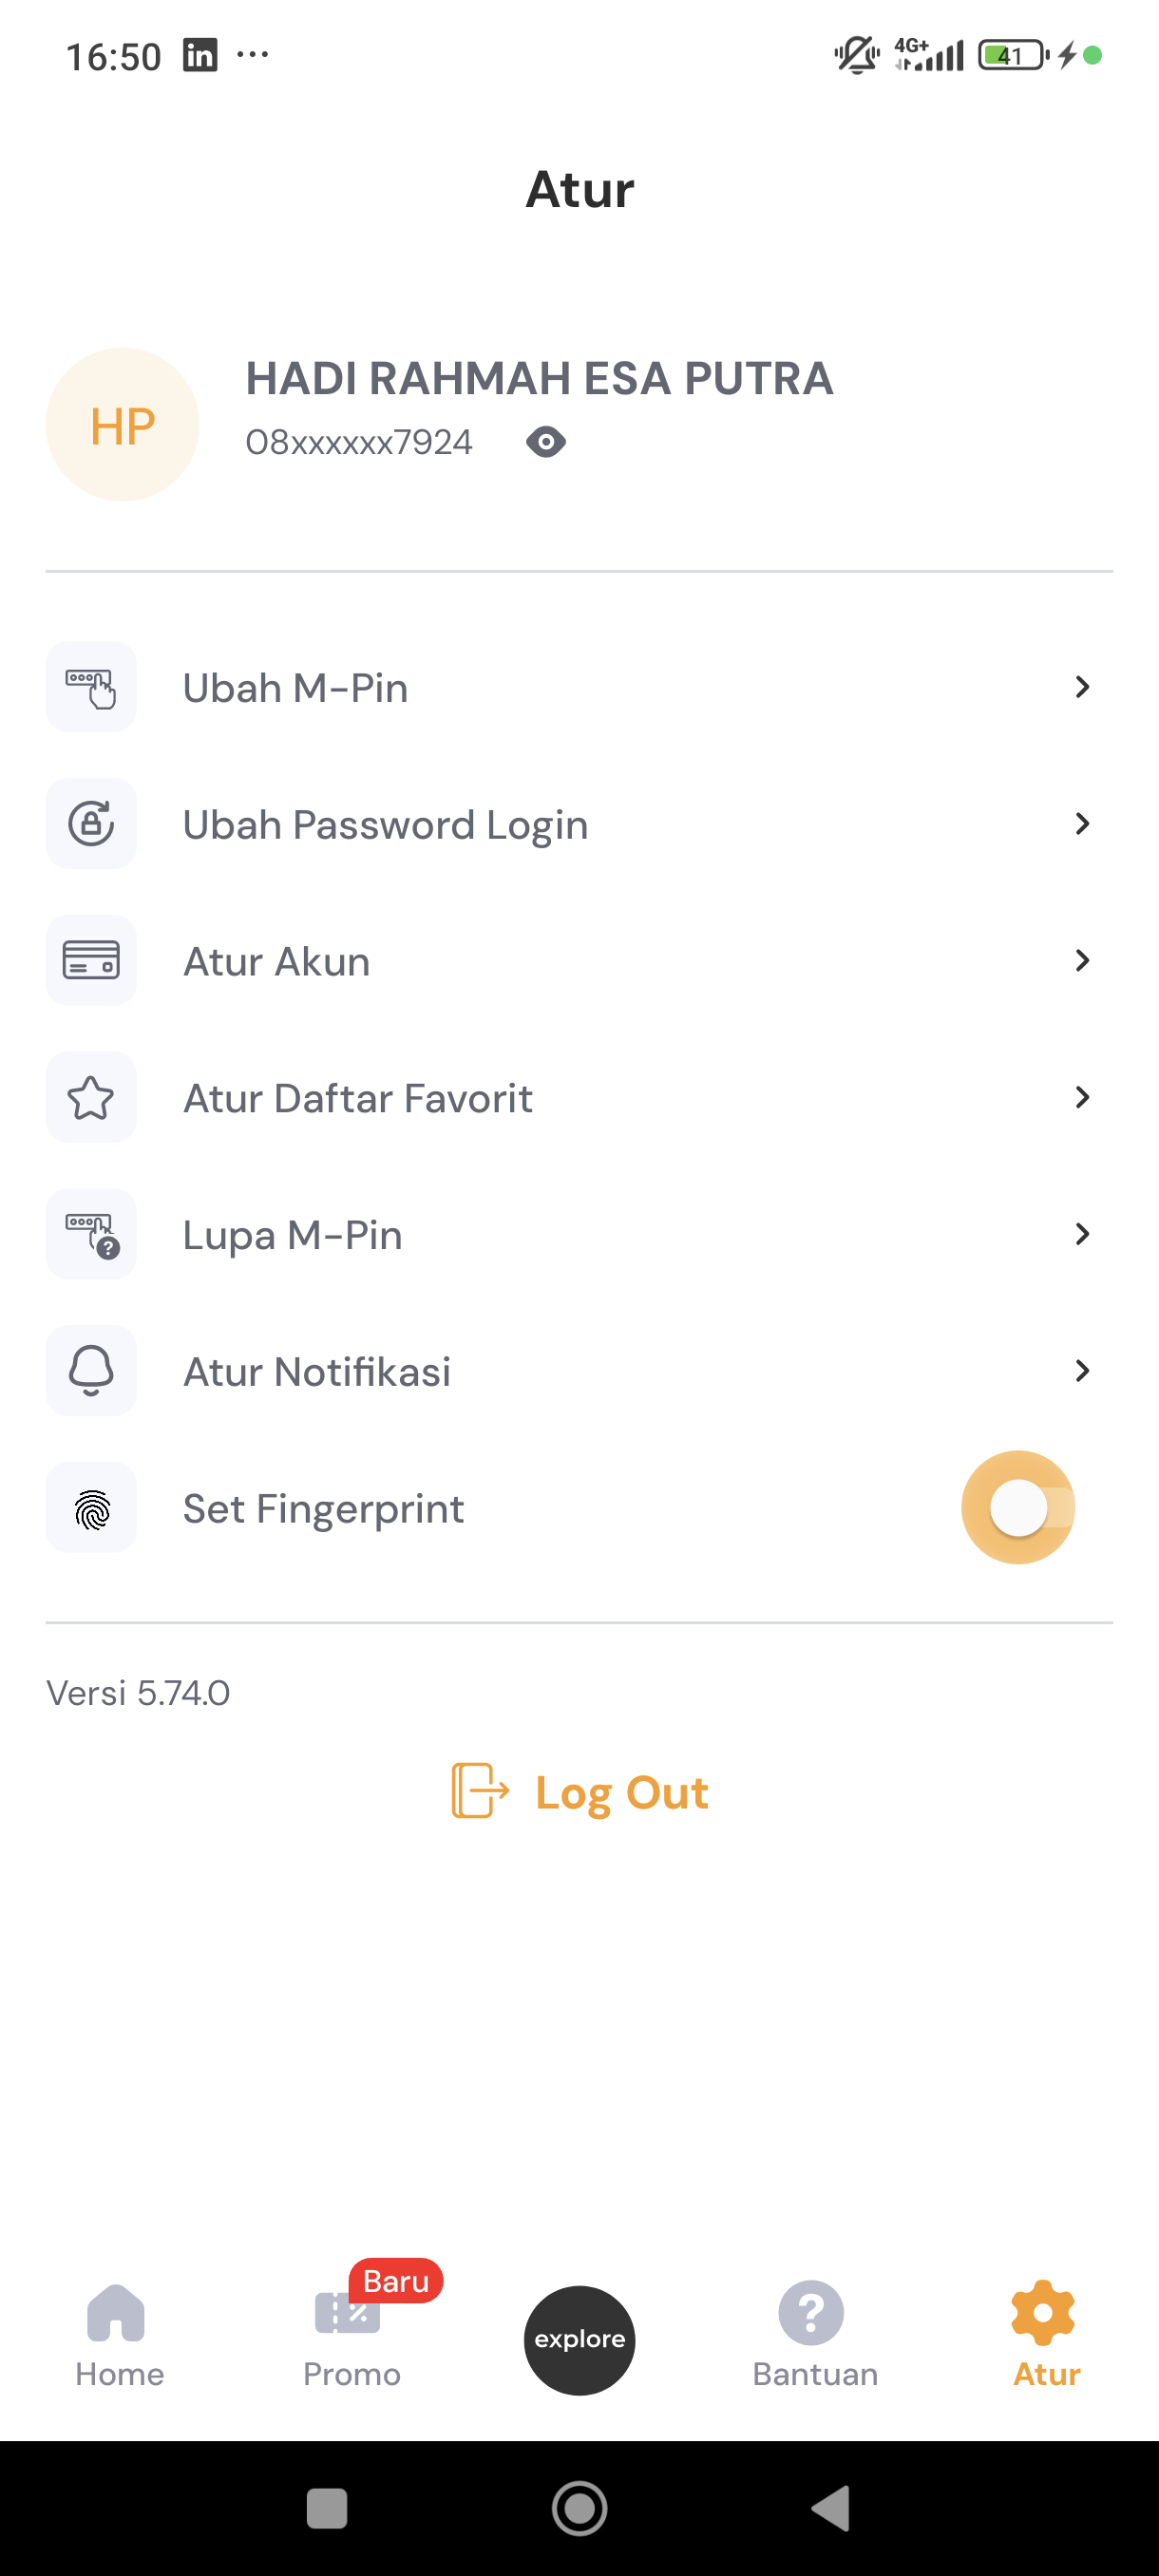 16:50 in ...
4G+ 41
Atur
HP
HADI RAHMAH ESA PUTRA
08xxxxxx7924
Ubah M-Pin
Ubah Password Login
Atur Akun
Atur Daftar Favorit
? Lupa M-Pin
Atur Notifikasi
Set Fingerprint
Versi 5.74.0
Log Out
Baru
%
explore
?
Home
Promo
Bantuan
Atur